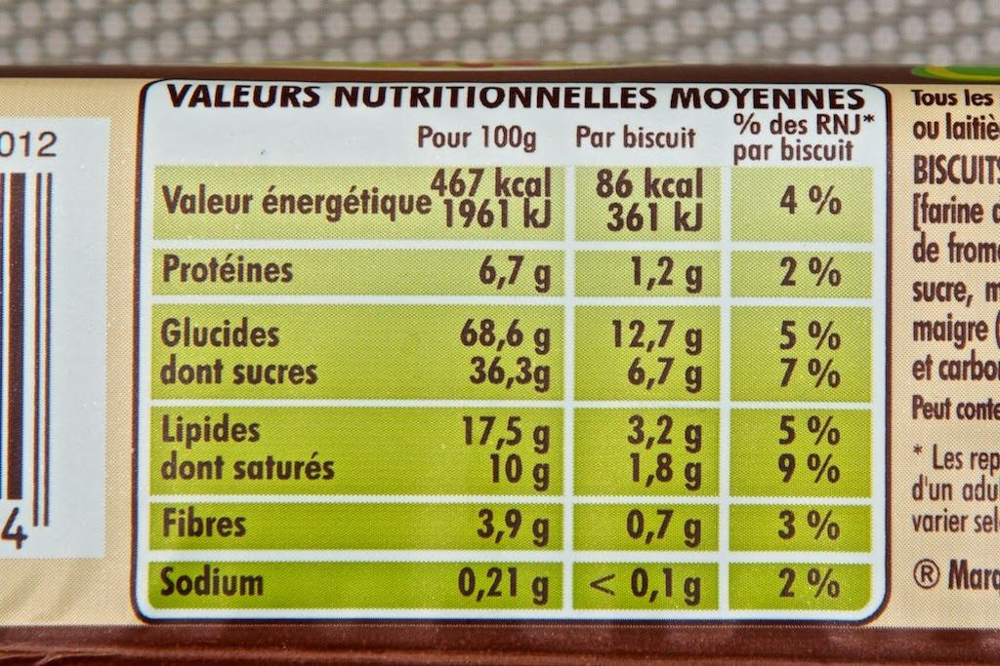 012
4
VALEURS NUTRITIONNELLES MOYENNES
Pour 100g Par biscuit % des RNJ* par biscuit
Valeur énergétique 467 kcal 86 kcal 4 %
1961 kJ 361 kJ
Protéines 6,7 g 1,2 g 2 %
Glucides 68,6 g 12,7 g 5 %
dont sucres 36,3g 6,7 g 7 %
Lipides 17,5 g 3,2 g 5 %
dont saturés 10 g 1,8 g 9 %
Fibres 3,9 g 0,7 g 3 %
Sodium 0,21 g < 0,1 g 2 %
Tous les
ou laitiè
BISCUITS
[farine
de from
sucre, m
maigre (
et carbo
Peut conte
* Les rep
d'un adu
varier sel
® Marq